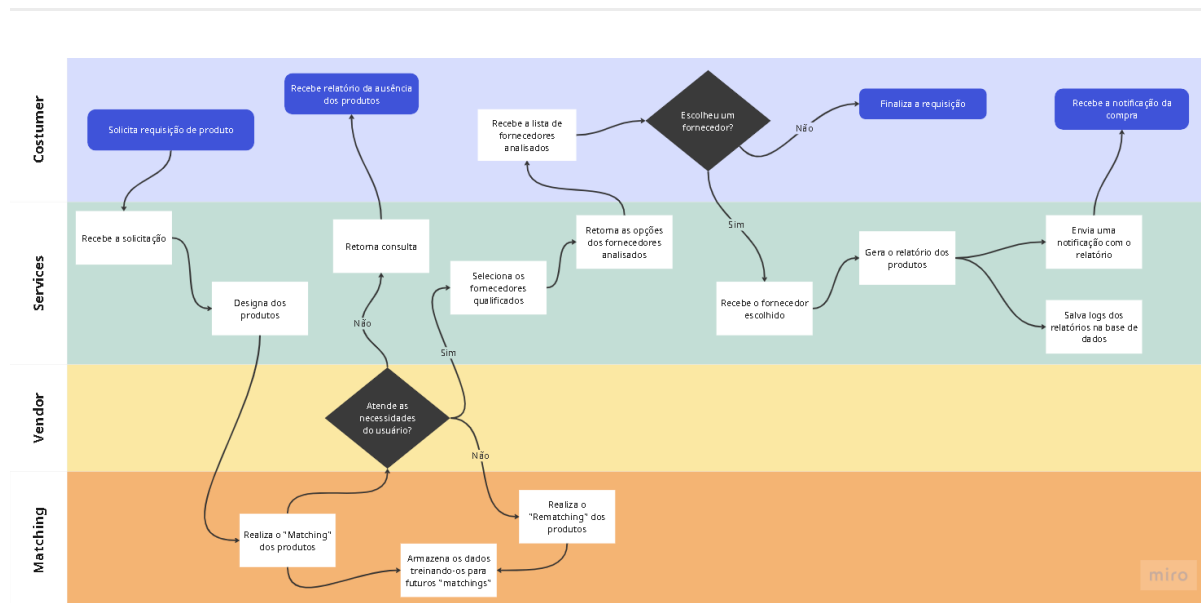 Costumer
Solicita requisição de produto
Recebe relatório da ausência
dos produtos
Recebe a lista de
fornecedores
analisados
Escolheu um
fornecedor?
Não
Finaliza a requisição
Recebe a notificação da
compra
Services
Recebe a solicitação
Designa dos
produtos
Retorna consulta
Não
Seleciona os
fornecedores
qualificados
Sim
Retorna as opções
dos fornecedores
analisados
Sim
Recebe o fornecedor
escolhido
Gera o relatório dos
produtos
Envia uma
notificação com o
relatório
Salva logs dos
relatórios na base de
dados
Vendor
Atende as
necessidades
do usuário?
Não
Matching
Realiza o "Matching"
dos produtos
Armazena os dados
treinando-os para
futuros "matchings"
Realiza o
"Rematching" dos
produtos
miro